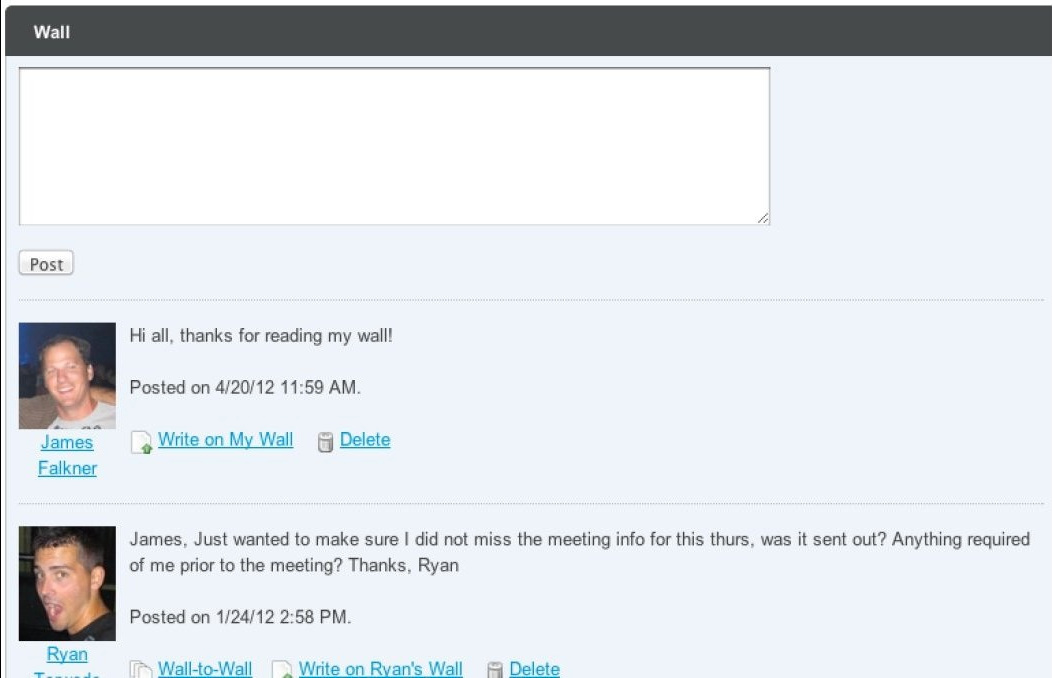 Wall
Post
Hi all, thanks for reading my wall!
Posted on 4/20/12 11:59 AM.
James
Falkner
Write on My Wall
Delete
James, Just wanted to make sure I did not miss the meeting info for this thurs, was it sent out? Anything required
of me prior to the meeting? Thanks, Ryan
Posted on 1/24/12 2:58 PM.
Ryan
Wall-to-Wall
Write on Ryan's Wall
Delete